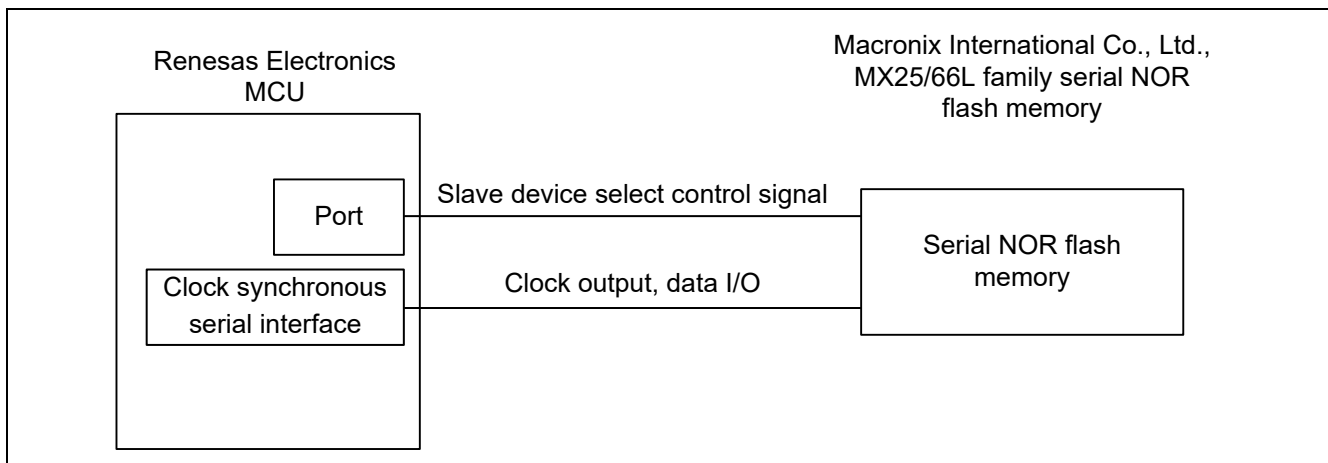 Renesas Electronics
MCU
Macronix International Co., Ltd.,
MX25/66L family serial NOR
flash memory
Port
Slave device select control signal
Serial NOR flash
memory
Clock synchronous
serial interface
Clock output, data I/O